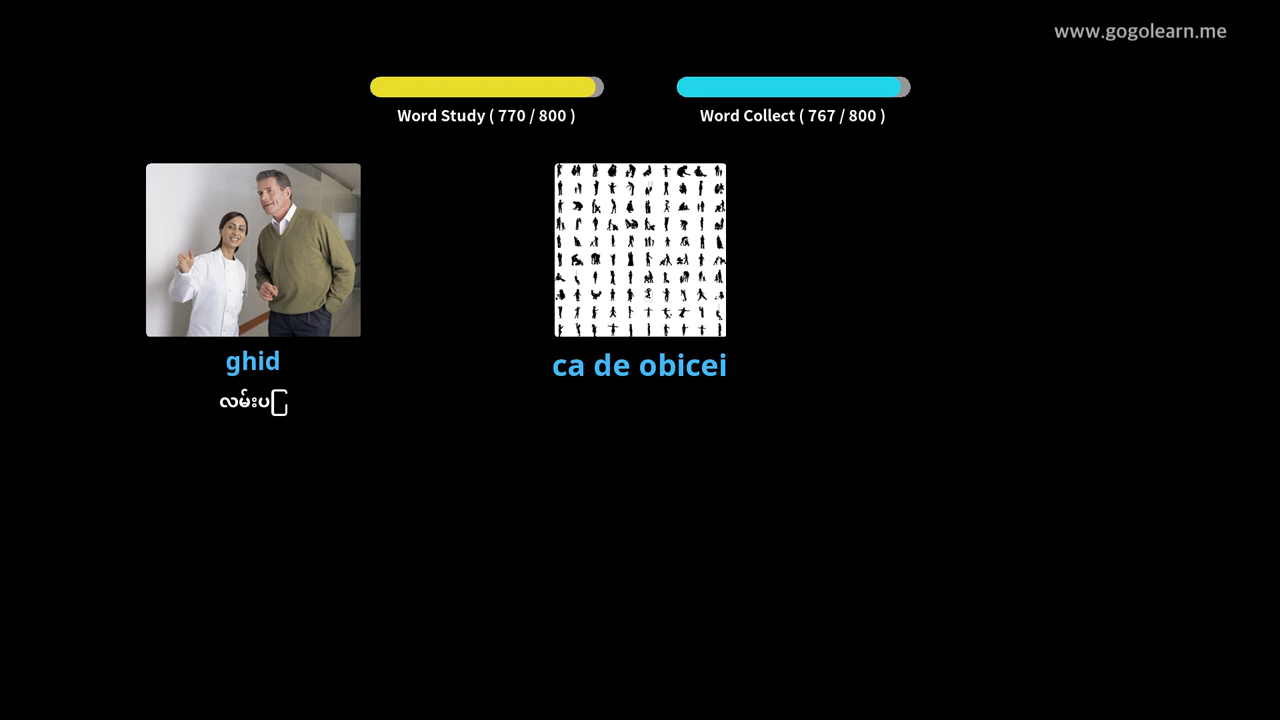 www.gogolearn.me
Word Study ( 770 / 800 )
Word Collect ( 767 / 800 )
ghid
လမ်းပြ
ca de obicei